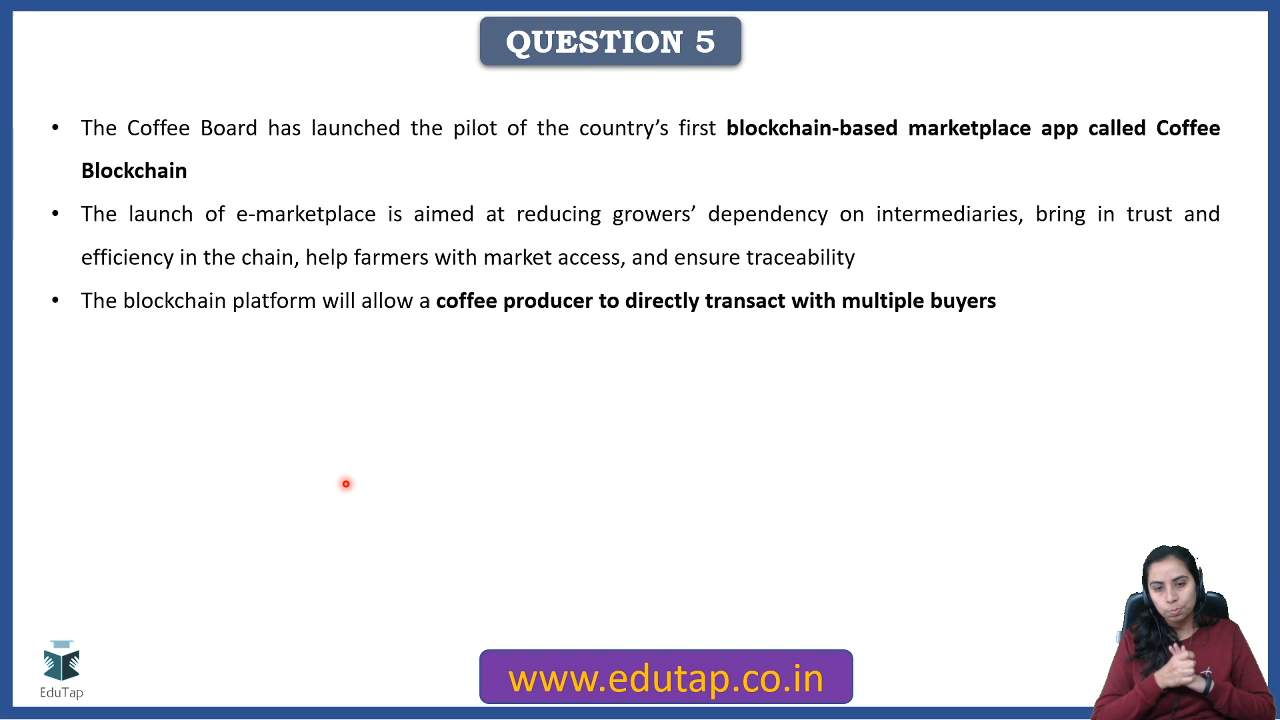 QUESTION 5
• The Coffee Board has launched the pilot of the country’s first blockchain-based marketplace app called Coffee
Blockchain
• The launch of e-marketplace is aimed at reducing growers’ dependency on intermediaries, bring in trust and
efficiency in the chain, help farmers with market access, and ensure traceability
• The blockchain platform will allow a coffee producer to directly transact with multiple buyers
EduTap
www.edutap.co.in